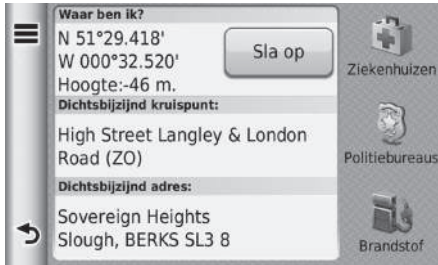 Waar ben ik?
N 51°29.418'
W 000°32.520'
Hoogte:-46 m.
Sla op
Dichtsbijzijnd kruispunt:
High Street Langley & London
Road (ZO)
Dichtsbijzijnd adres:
Sovereign Heights
Slough, BERKS SL3 8
Ziekenhuizen
Politiebureaus
Brandstof